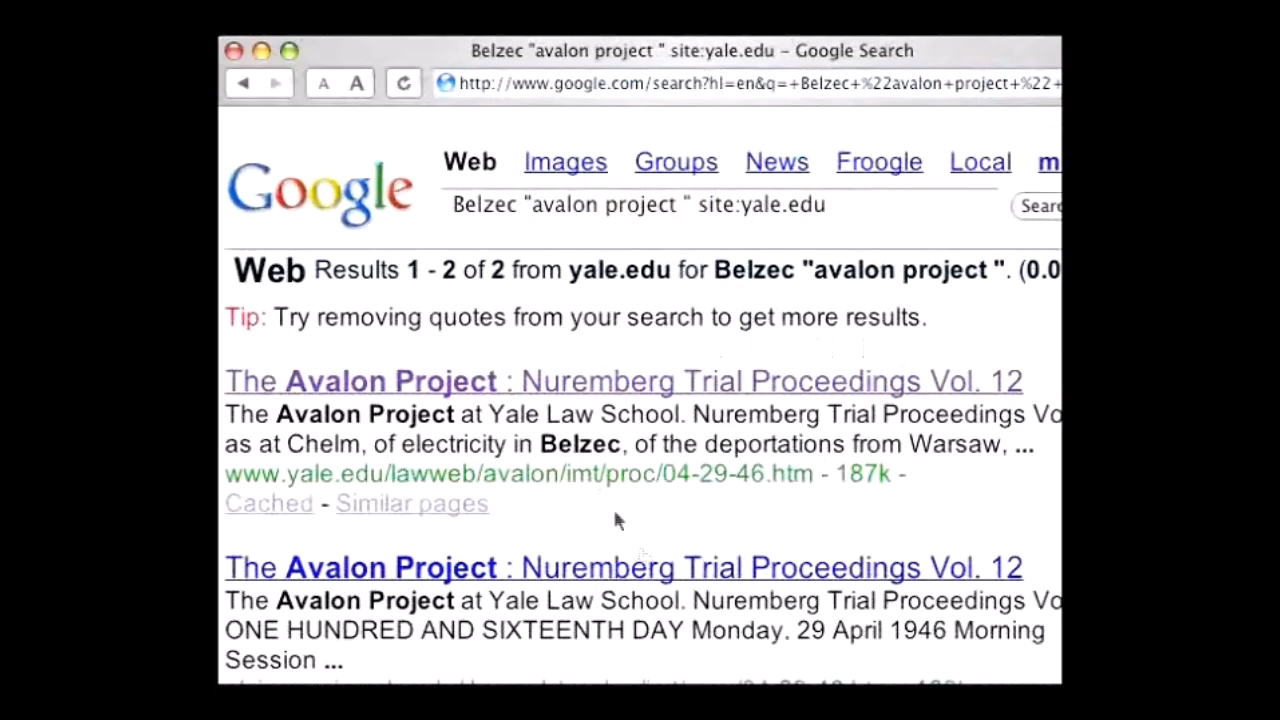 Belzec "avalon project " site:yale.edu – Google Search
A A http://www.google.com/search?hl=en&q=+Belzec+%22avalon+project+%22+
Google
Web Images Groups News Froogle Local m
Belzec "avalon project " site:yale.edu Searc
Web Results 1 - 2 of 2 from yale.edu for Belzec "avalon project ". (0.0
Tip: Try removing quotes from your search to get more results.
The Avalon Project : Nuremberg Trial Proceedings Vol. 12
The Avalon Project at Yale Law School. Nuremberg Trial Proceedings Vo
as at Chelm, of electricity in Belzec, of the deportations from Warsaw, ...
www.yale.edu/lawweb/avalon/imt/proc/04-29-46.htm - 187k -
Cached - Similar pages
The Avalon Project : Nuremberg Trial Proceedings Vol. 12
The Avalon Project at Yale Law School. Nuremberg Trial Proceedings Vo
ONE HUNDRED AND SIXTEENTH DAY Monday, 29 April 1946 Morning
Session ...